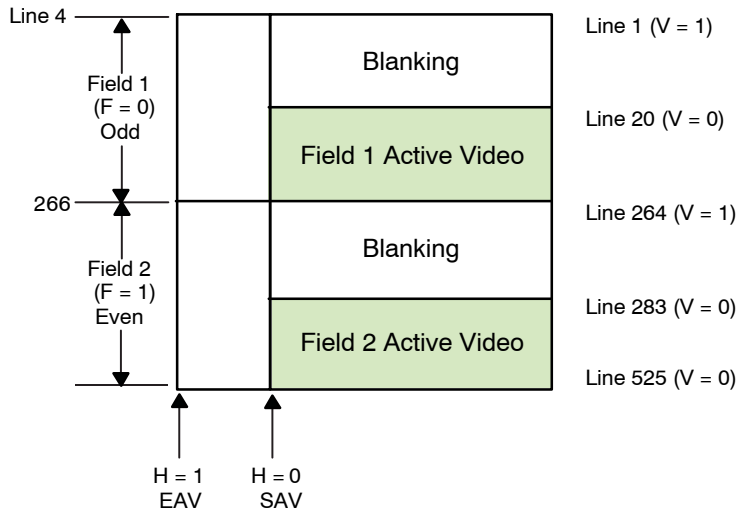 Line 4
Field 1
(F = 0)
Odd
266
Field 2
(F = 1)
Even
Blanking
Field 1 Active Video
Blanking
Field 2 Active Video
Line 1 (V = 1)
Line 20 (V = 0)
Line 264 (V = 1)
Line 283 (V = 0)
Line 525 (V = 0)
H = 1
EAV
H = 0
SAV